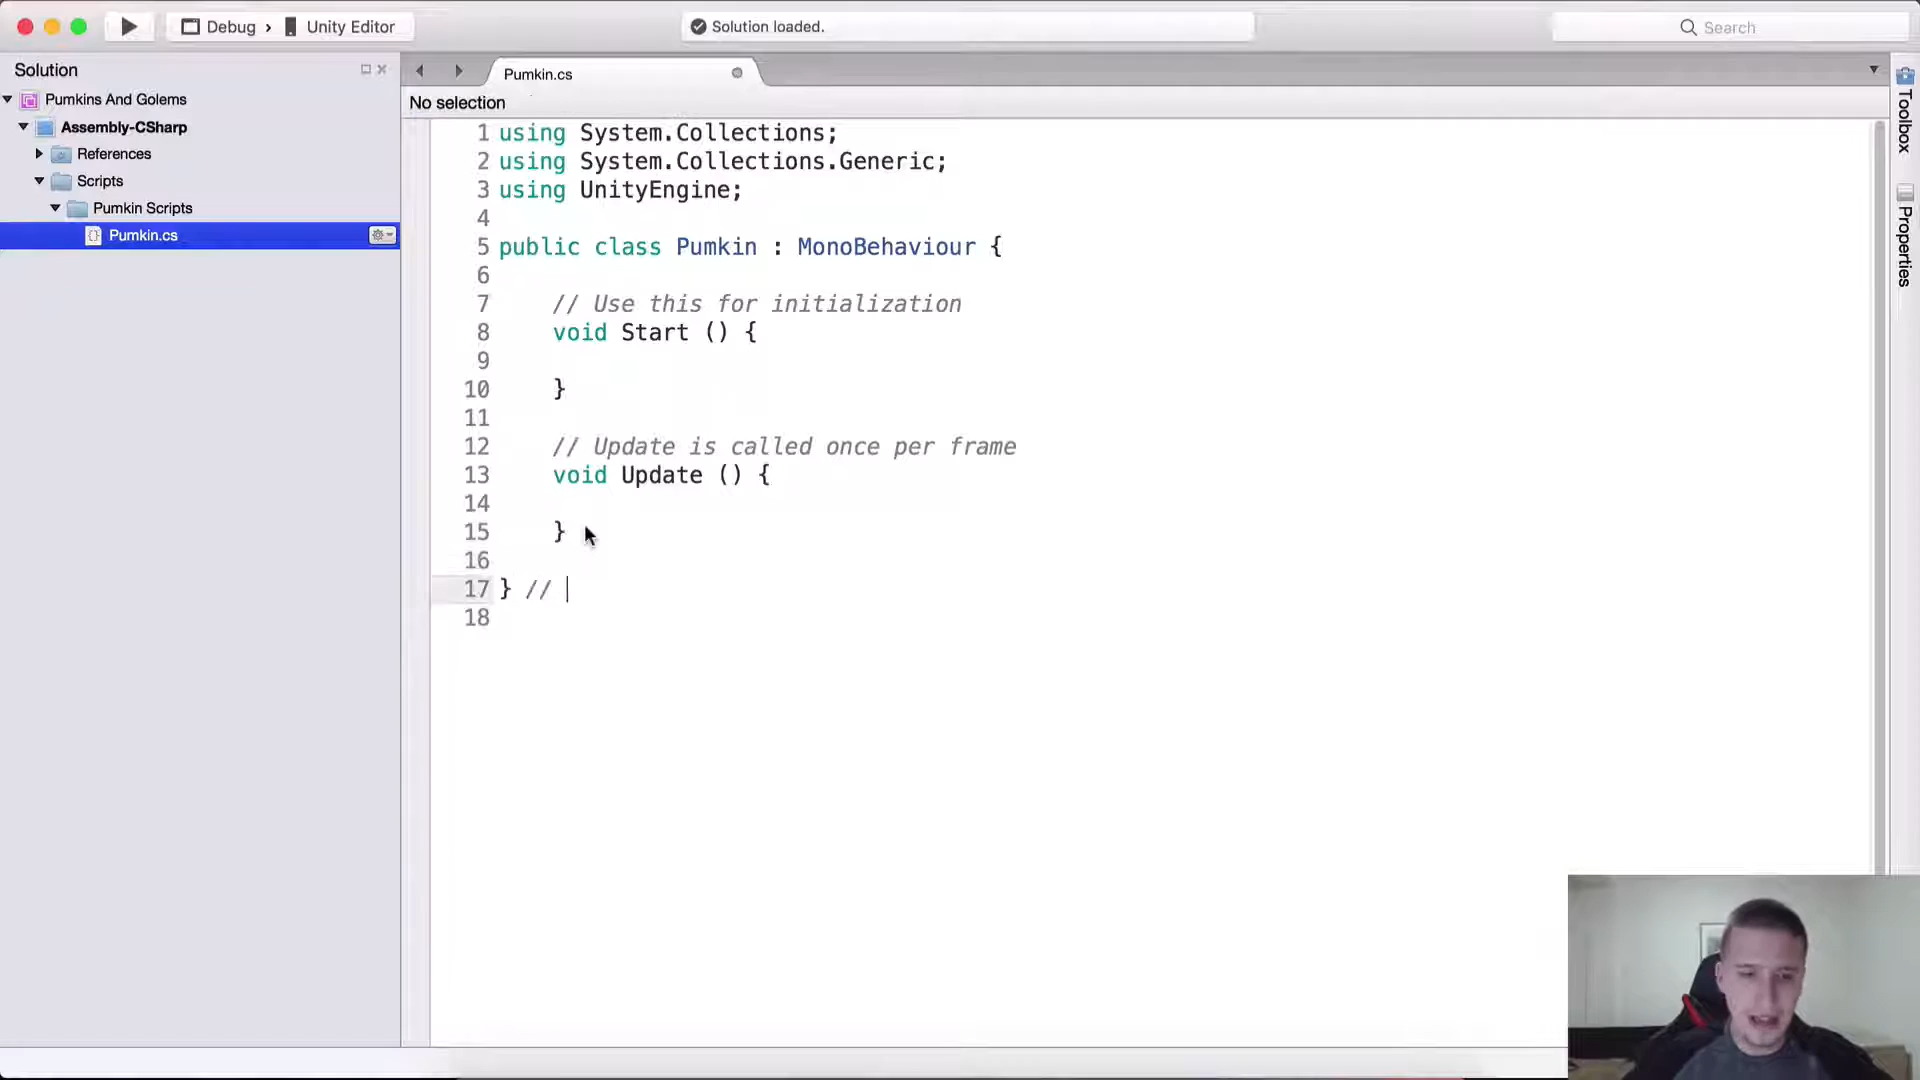 Debug › Unity Editor
Solution loaded.
Search
Solution
Pumkins And Golems
Assembly-CSharp
References
Scripts
Pumkin Scripts
Pumkin.cs
Pumkin.cs
No selection
1 using System.Collections;
2 using System.Collections.Generic;
3 using UnityEngine;
4
5 public class Pumkin : MonoBehaviour {
6
7 // Use this for initialization
8 void Start () {
9
10 }
11
12 // Update is called once per frame
13 void Update () {
14
15 }
16
17 } //
18
Toolbox
Properties